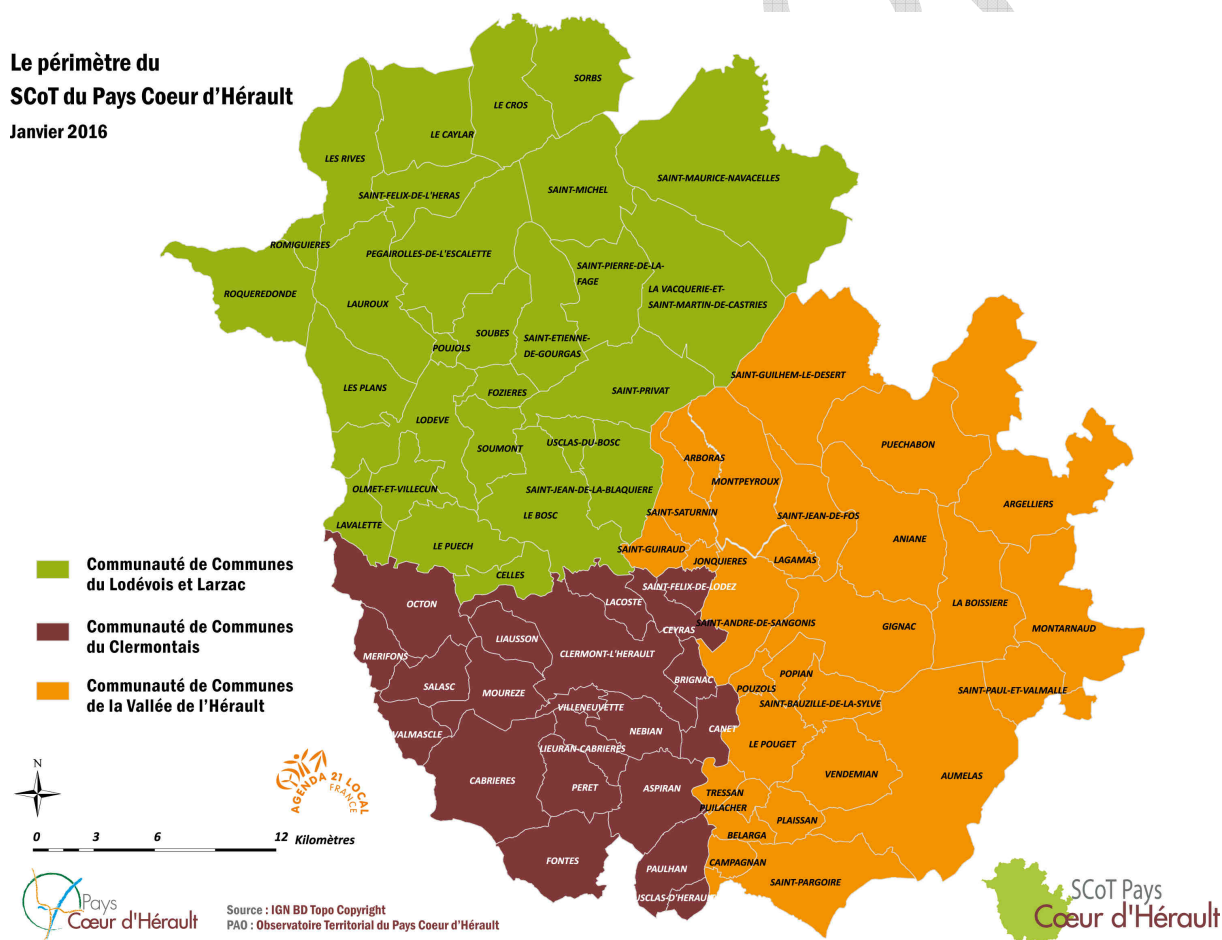 Le périmètre du
SCoT du Pays Coeur d'Hérault
Janvier 2016
SORBS
LE CROS
LE CAYLAR
LES RIVES
SAINT-MAURICE-NAVACELLES
SAINT-MICHEL
SAINT-FELIX-DE-L'HERAS
ROMIGUIERES
PEGAIROLLES-DE-L'ESCALETTE
SAINT-PIERRE-DE-LA-
FAGE
ROQUEREDONDE
LAUROUX
LA VACQUERIE-ET-
SAINT-MARTIN-DE-CASTRIES
SOUBES
SAINT-ETIENNE-
DE-GOURGAS
POUJOLS
SAINT-GUILHEM-LE-DESERT
LES PLANS
FOZIERES
SAINT-PRIVAT
LODEVE
SOUMONT
USCLAS-DU-BOSC
PUECHABON
ARBORAS
MONTPEYROUX
OLMET-ET-VILLECUN
SAINT-JEAN-DE-LA-BLAQUIERE
ARGELLIERS
LAVALETTE
LE BOSC
SAINT-SATURNIN
SAINT-JEAN-DE-FOS
ANIANE
LE PUECH
SAINT-GUIRAUD
JONQUIERES
LAGAMAS
CELLES
SAINT-FELIX-DE-LODEZ
OCTON
LACOSTE
LA BOISSIERE
CEYRAS
SAINT-ANDRE-DE-SANGONIS
GIGNAC
MONTARNAUD
LIAUSSON
MERIFONS
CLERMONT-L'HERAULT
SALASC
MOUREZE
BRIGNAC
POPIAN
POUZOLS
SAINT-PAUL-ET-VALMALLE
VILLENEUVETTE
SAINT-BAUZILLE-DE-LA-SYLVE
VALMASCLE
NEBIAN
CANET
LE POUGET
LIEURAN-CABRIERES
CABRIERES
PERET
ASPIRAN
VENDEMIAN
AUMELAS
TRESSAN
PUILACHER
PLAISSAN
BELARGA
FONTES
PAULHAN
CAMPAGNAN
SAINT-PARGOIRE
USCLAS-D'HERAULT
Communauté de Communes
du Lodévois et Larzac
Communauté de Communes
du Clermontais
Communauté de Communes
de la Vallée de l'Hérault
N
AGENDA 21 LOCAL
FRANCE
0 3 6 12 Kilomètres
Pays
Cœur d'Hérault
Source : IGN BD Topo Copyright
PAO : Observatoire Territorial du Pays Coeur d'Hérault
SCoT Pays
Cœur d'Hérault